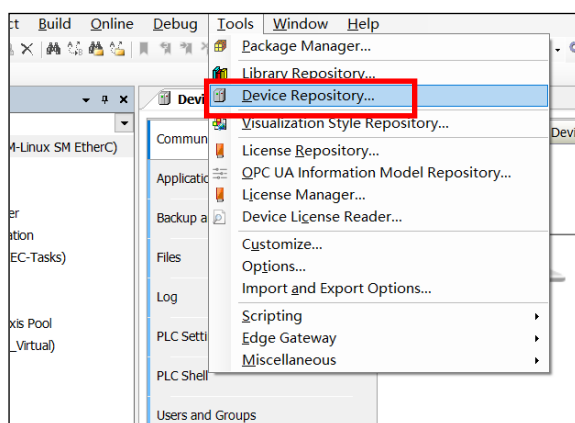 ct Build Online Debug Tools Window Help
Package Manager...
Library Repository...
Devi
Device Repository...
Visualization Style Repository...
Devi
M-Linux SM EtherC)
Commun
License Repository...
Applicatio
OPC UA Information Model Repository...
License Manager...
er
Backup a
Device License Reader...
ation
Customize...
EC-Tasks)
Files
Options...
Import and Export Options...
Log
Scripting
xis Pool
PLC Setti
Edge Gateway
_Virtual)
Miscellaneous
PLC Shell
Users and Groups